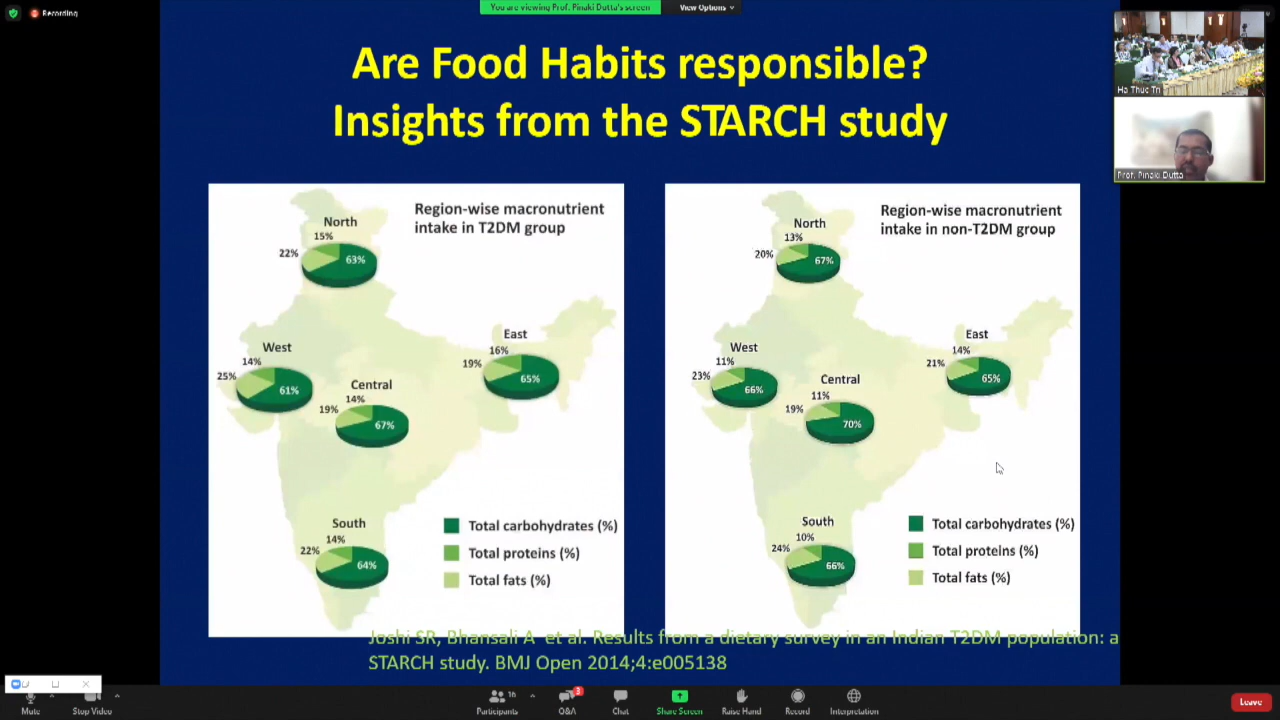 Recording
You are viewing Prof. Pinaki Dutta's screen
View Options
Are Food Habits responsible?
Insights from the STARCH study
Ha Thuc Tri
Prof. Pinaki Dutta
Region-wise macronutrient
intake in T2DM group
North
15%
22%
63%
West
14%
25%
61%
Central
14%
19%
67%
East
16%
19%
65%
South
14%
22%
64%
Total carbohydrates (%)
Total proteins (%)
Total fats (%)
Region-wise macronutrient
intake in non-T2DM group
North
13%
20%
67%
West
11%
23%
66%
Central
11%
19%
70%
East
14%
21%
65%
South
10%
24%
66%
Total carbohydrates (%)
Total proteins (%)
Total fats (%)
Joshi SR, Bhansali A et al. Results from a dietary survey in an Indian T2DM population: a
STARCH study. BMJ Open 2014;4:e005138
Mute
Stop Video
Participants
16
Q&A
3
Chat
Share Screen
Raise Hand
Record
Interpretation
Leave